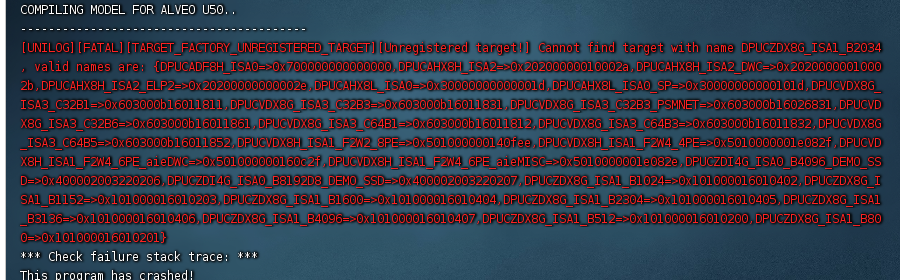 COMPILING MODEL FOR ALVEO U50..
-----------------------------------------
[UNILOG][FATAL][TARGET_FACTORY_UNREGISTERED_TARGET][Unregistered target!] Cannot find target with name DPUCZDX8G_ISA1_B2034
, valid names are: {DPUCADF8H_ISA0=>0x700000000000000,DPUCAHX8H_ISA2=>0x20200000010002a,DPUCAHX8H_ISA2_DWC=>0x20200000001000
2b,DPUCAHX8H_ISA2_ELP2=>0x20200000000002e,DPUCAHX8L_ISA0=>0x30000000000001d,DPUCAHX8L_ISA0_SP=>0x30000000000101d,DPUCVDX8G_
ISA3_C32B1=>0x603000b16011811,DPUCVDX8G_ISA3_C32B3=>0x603000b16011831,DPUCVDX8G_ISA3_C32B3_PSMNET=>0x603000b16026831,DPUCVD
X8G_ISA3_C32B6=>0x603000b16011861,DPUCVDX8G_ISA3_C64B1=>0x603000b16011812,DPUCVDX8G_ISA3_C64B3=>0x603000b16011832,DPUCVDX8G
_ISA3_C64B5=>0x603000b16011852,DPUCVDX8H_ISA1_F2W2_8PE=>0x501000000140fee,DPUCVDX8H_ISA1_F2W4_4PE=>0x5010000001e082f,DPUCVD
X8H_ISA1_F2W4_6PE_aieDWC=>0x501000000160c2f,DPUCVDX8H_ISA1_F2W4_6PE_aieMISC=>0x5010000001e082e,DPUCZDI4G_ISA0_B4096_DEMO_SS
D=>0x400002003220206,DPUCZDI4G_ISA0_B8192D8_DEMO_SSD=>0x400002003220207,DPUCZDX8G_ISA1_B1024=>0x101000016010402,DPUCZDX8G_I
SA1_B1152=>0x101000016010203,DPUCZDX8G_ISA1_B1600=>0x101000016010404,DPUCZDX8G_ISA1_B2304=>0x101000016010405,DPUCZDX8G_ISA1
_B3136=>0x101000016010406,DPUCZDX8G_ISA1_B4096=>0x101000016010407,DPUCZDX8G_ISA1_B512=>0x101000016010200,DPUCZDX8G_ISA1_B80
0=>0x101000016010201}
*** Check failure stack trace: ***
This program has crashed!